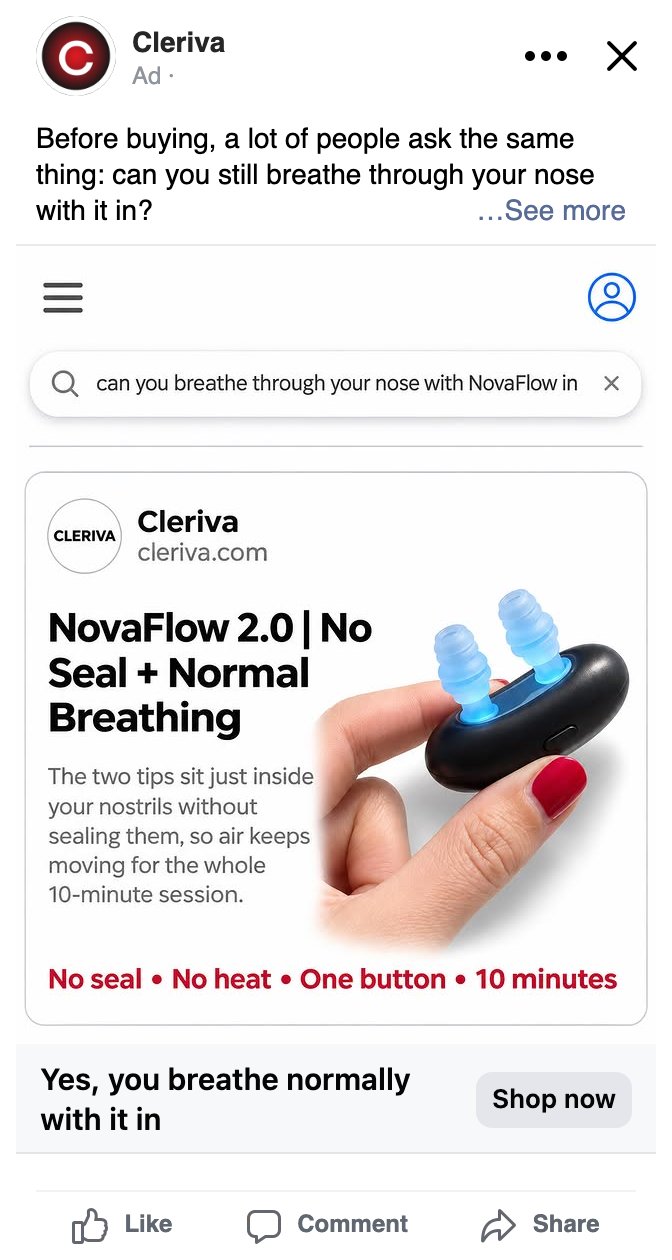 C
Cleriva
Ad ·
Before buying, a lot of people ask the same
thing: can you still breathe through your nose
with it in?
...See more
can you breathe through your nose with NovaFlow in
CLERIVA
Cleriva
cleriva.com
NovaFlow 2.0 | No
Seal + Normal
Breathing
The two tips sit just inside
your nostrils without
sealing them, so air keeps
moving for the whole
10-minute session.
No seal • No heat • One button • 10 minutes
Yes, you breathe normally
with it in
Shop now
Like
Comment
Share